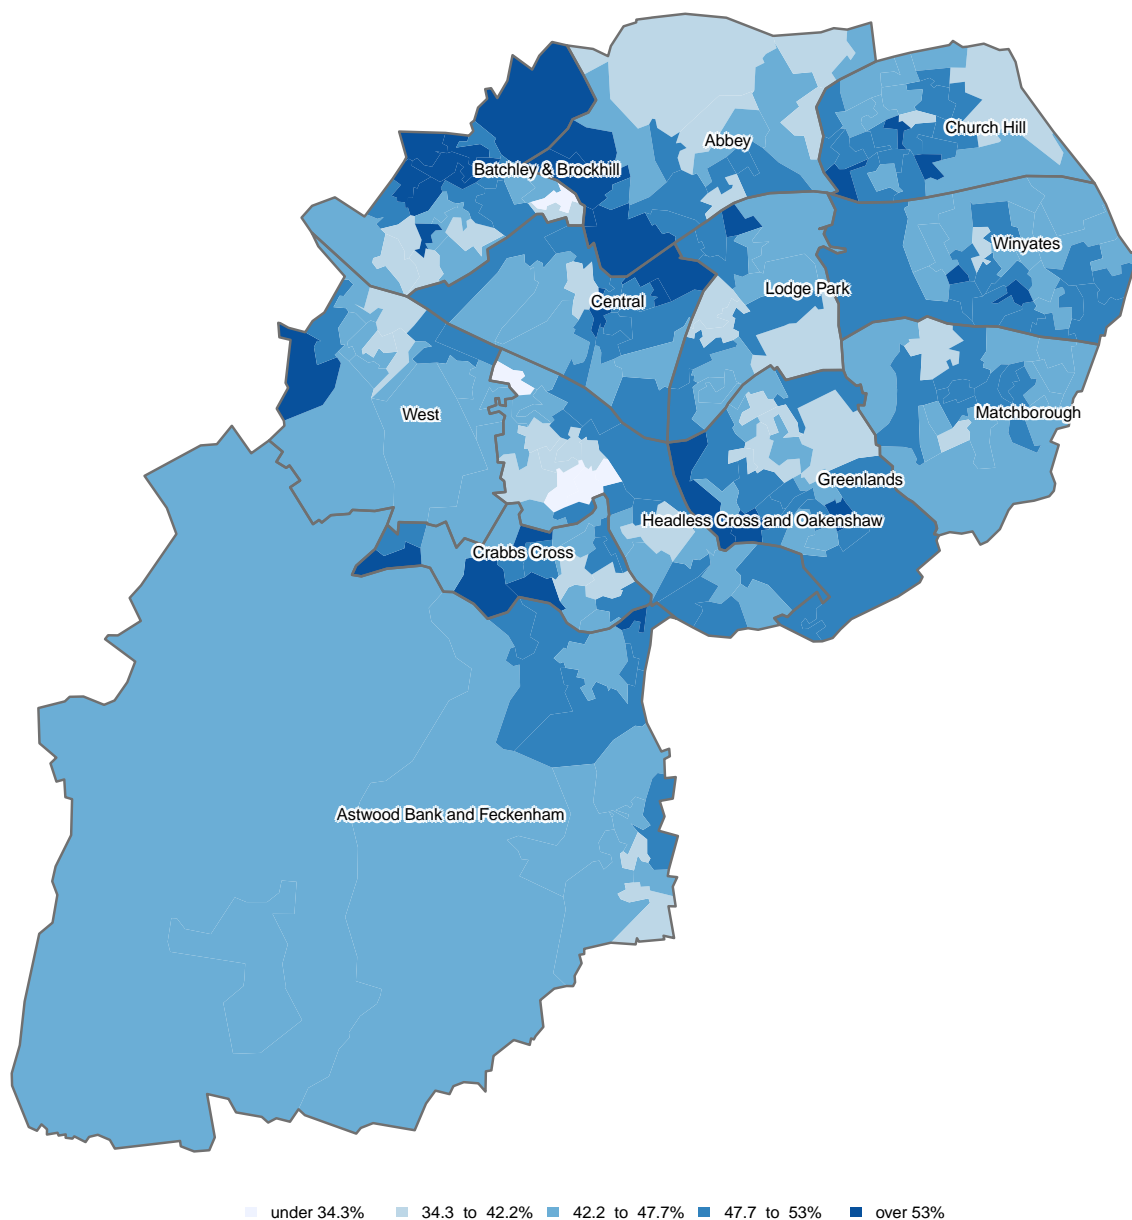 Church Hill
Abbey
Batchley & Brockhill
Winyates
Lodge Park
Central
West
Matchborough
Greenlands
Headless Cross and Oakenshaw
Crabbs Cross
Astwood Bank and Feckenham
under 34.3% 34.3 to 42.2% 42.2 to 47.7% 47.7 to 53% over 53%